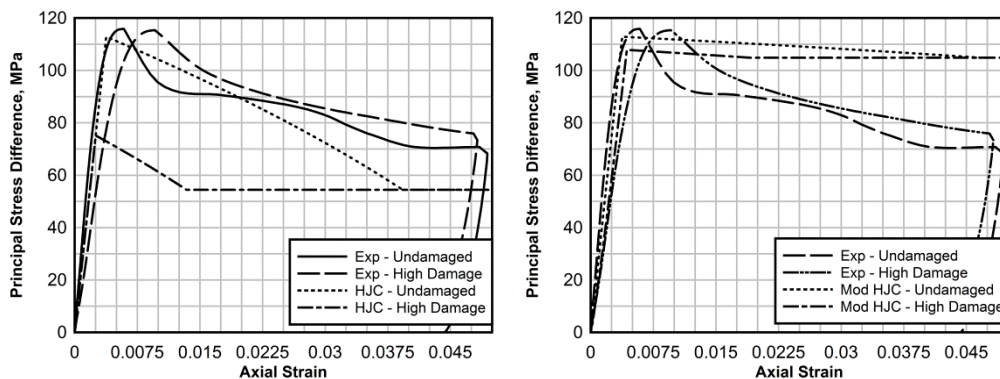 120
100
80
60
40
20
0
Principal Stress Difference, MPa
Exp - Undamaged
Exp - High Damage
HJC - Undamaged
HJC - High Damage
0 0.0075 0.015 0.0225 0.03 0.0375 0.045
Axial Strain
120
100
80
60
40
20
0
Principal Stress Difference, MPa
Exp - Undamaged
Exp - High Damage
Mod HJC - Undamaged
Mod HJC - High Damage
0 0.0075 0.015 0.0225 0.03 0.0375 0.045
Axial Strain